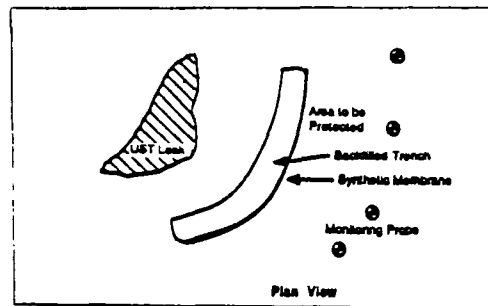 UST Leak
Area to be
Protected
Backfilled Trench
Synthetic Membrane
Monitoring Probe
Plan View